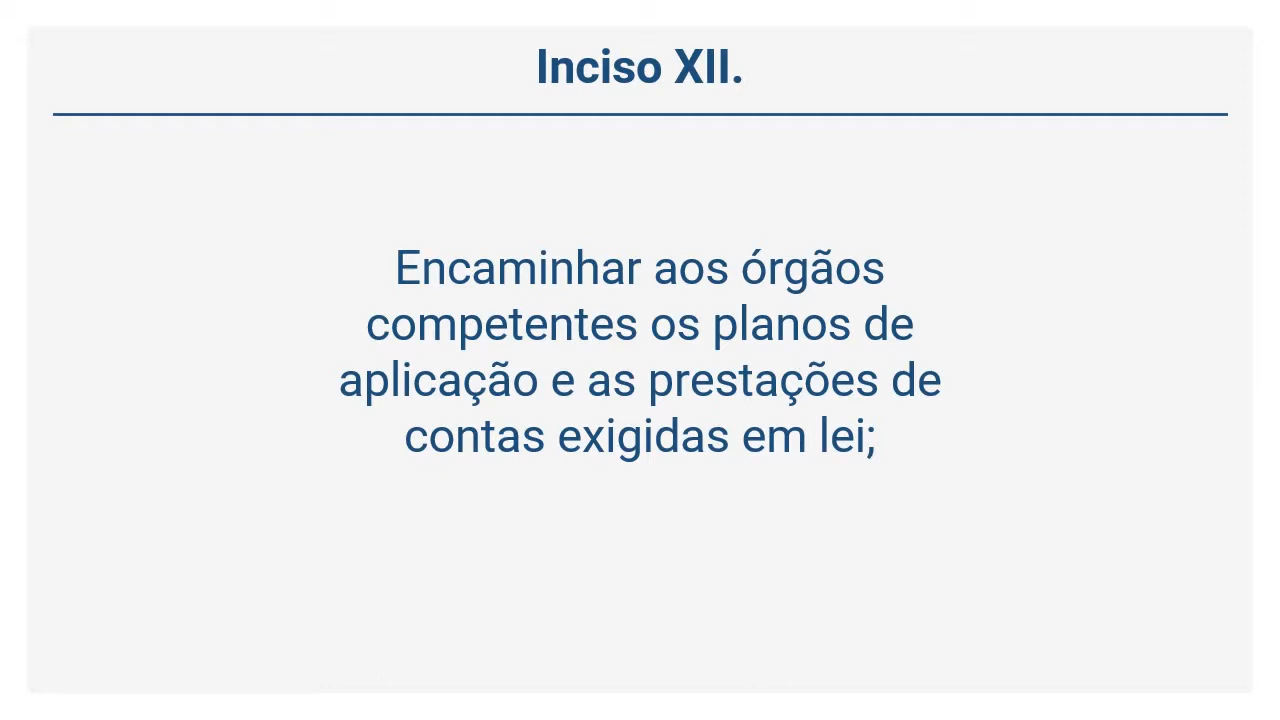 Inciso XII.
Encaminhar aos órgãos
competentes os planos de
aplicação e as prestações de
contas exigidas em lei;